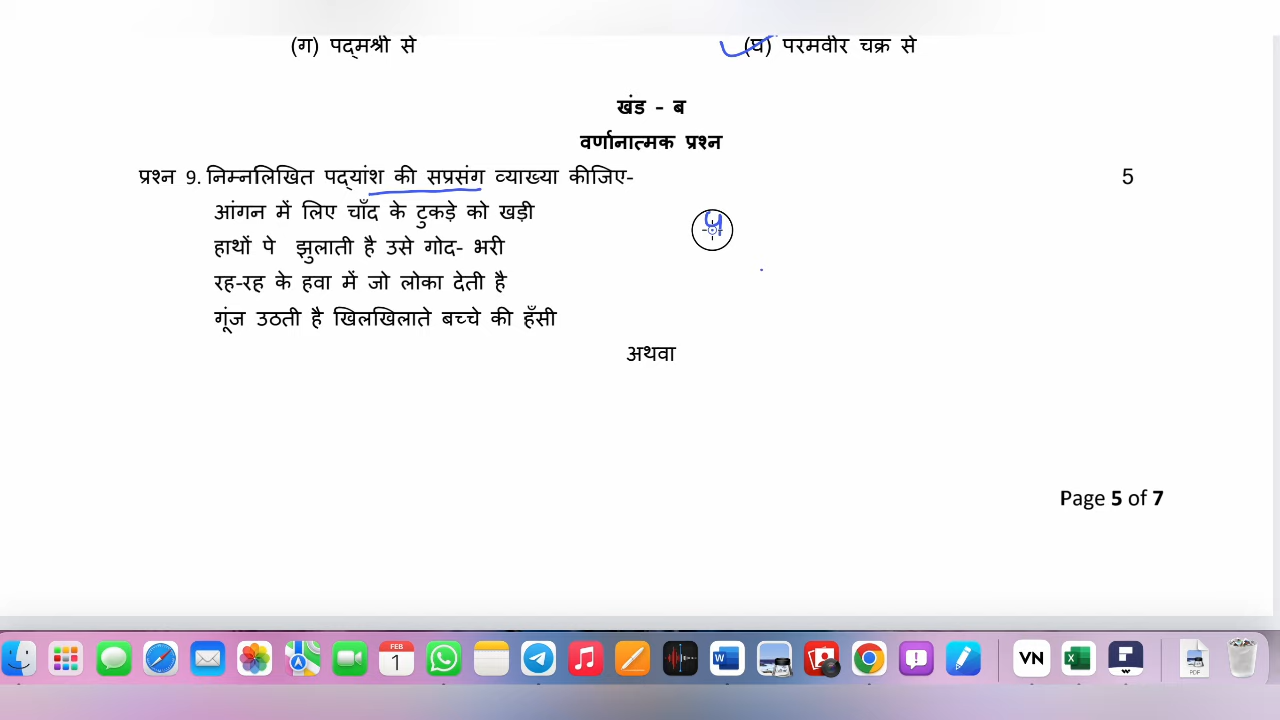 (ग) पद्मश्री से (घ) परमवीर चक्र से
खंड - ब
वर्णानात्मक प्रश्न
प्रश्न 9. निम्नलिखित पद्यांश की सप्रसंग व्याख्या कीजिए- 5
आंगन में लिए चाँद के टुकड़े को खड़ी
हाथों पे झुलाती है उसे गोद- भरी
रह-रह के हवा में जो लोका देती है
गूंज उठती है खिलखिलाते बच्चे की हँसी
अथवा
Page 5 of 7
FEB
1
VN